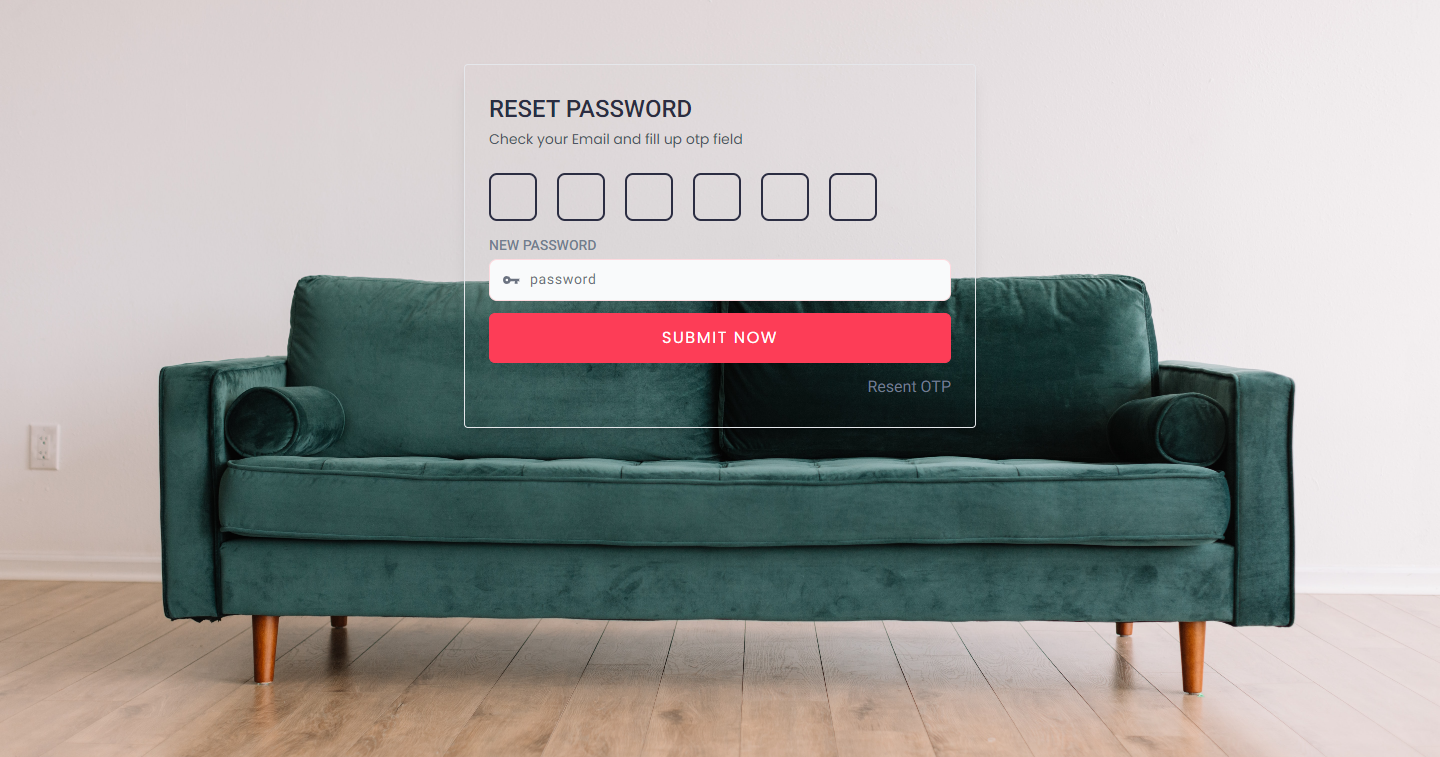 RESET PASSWORD
Check your Email and fill up otp field
NEW PASSWORD
password
SUBMIT NOW
Resent OTP